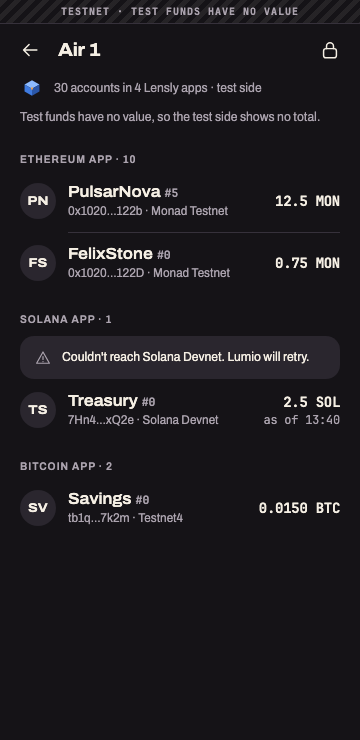 TESTNET · TEST FUNDS HAVE NO VALUE
Air 1
30 accounts in 4 Lensly apps · test side
Test funds have no value, so the test side shows no total.
ETHEREUM APP · 10
PN
PulsarNova #5
12.5 MON
0x1020...122b · Monad Testnet
FS
FelixStone #0
0.75 MON
0x1020...122D · Monad Testnet
SOLANA APP · 1
Couldn't reach Solana Devnet. Lumio will retry.
TS
Treasury #0
2.5 SOL
7Hn4...xQ2e · Solana Devnet
as of 13:40
BITCOIN APP · 2
SV
Savings #0
0.0150 BTC
tb1q...7k2m · Testnet4